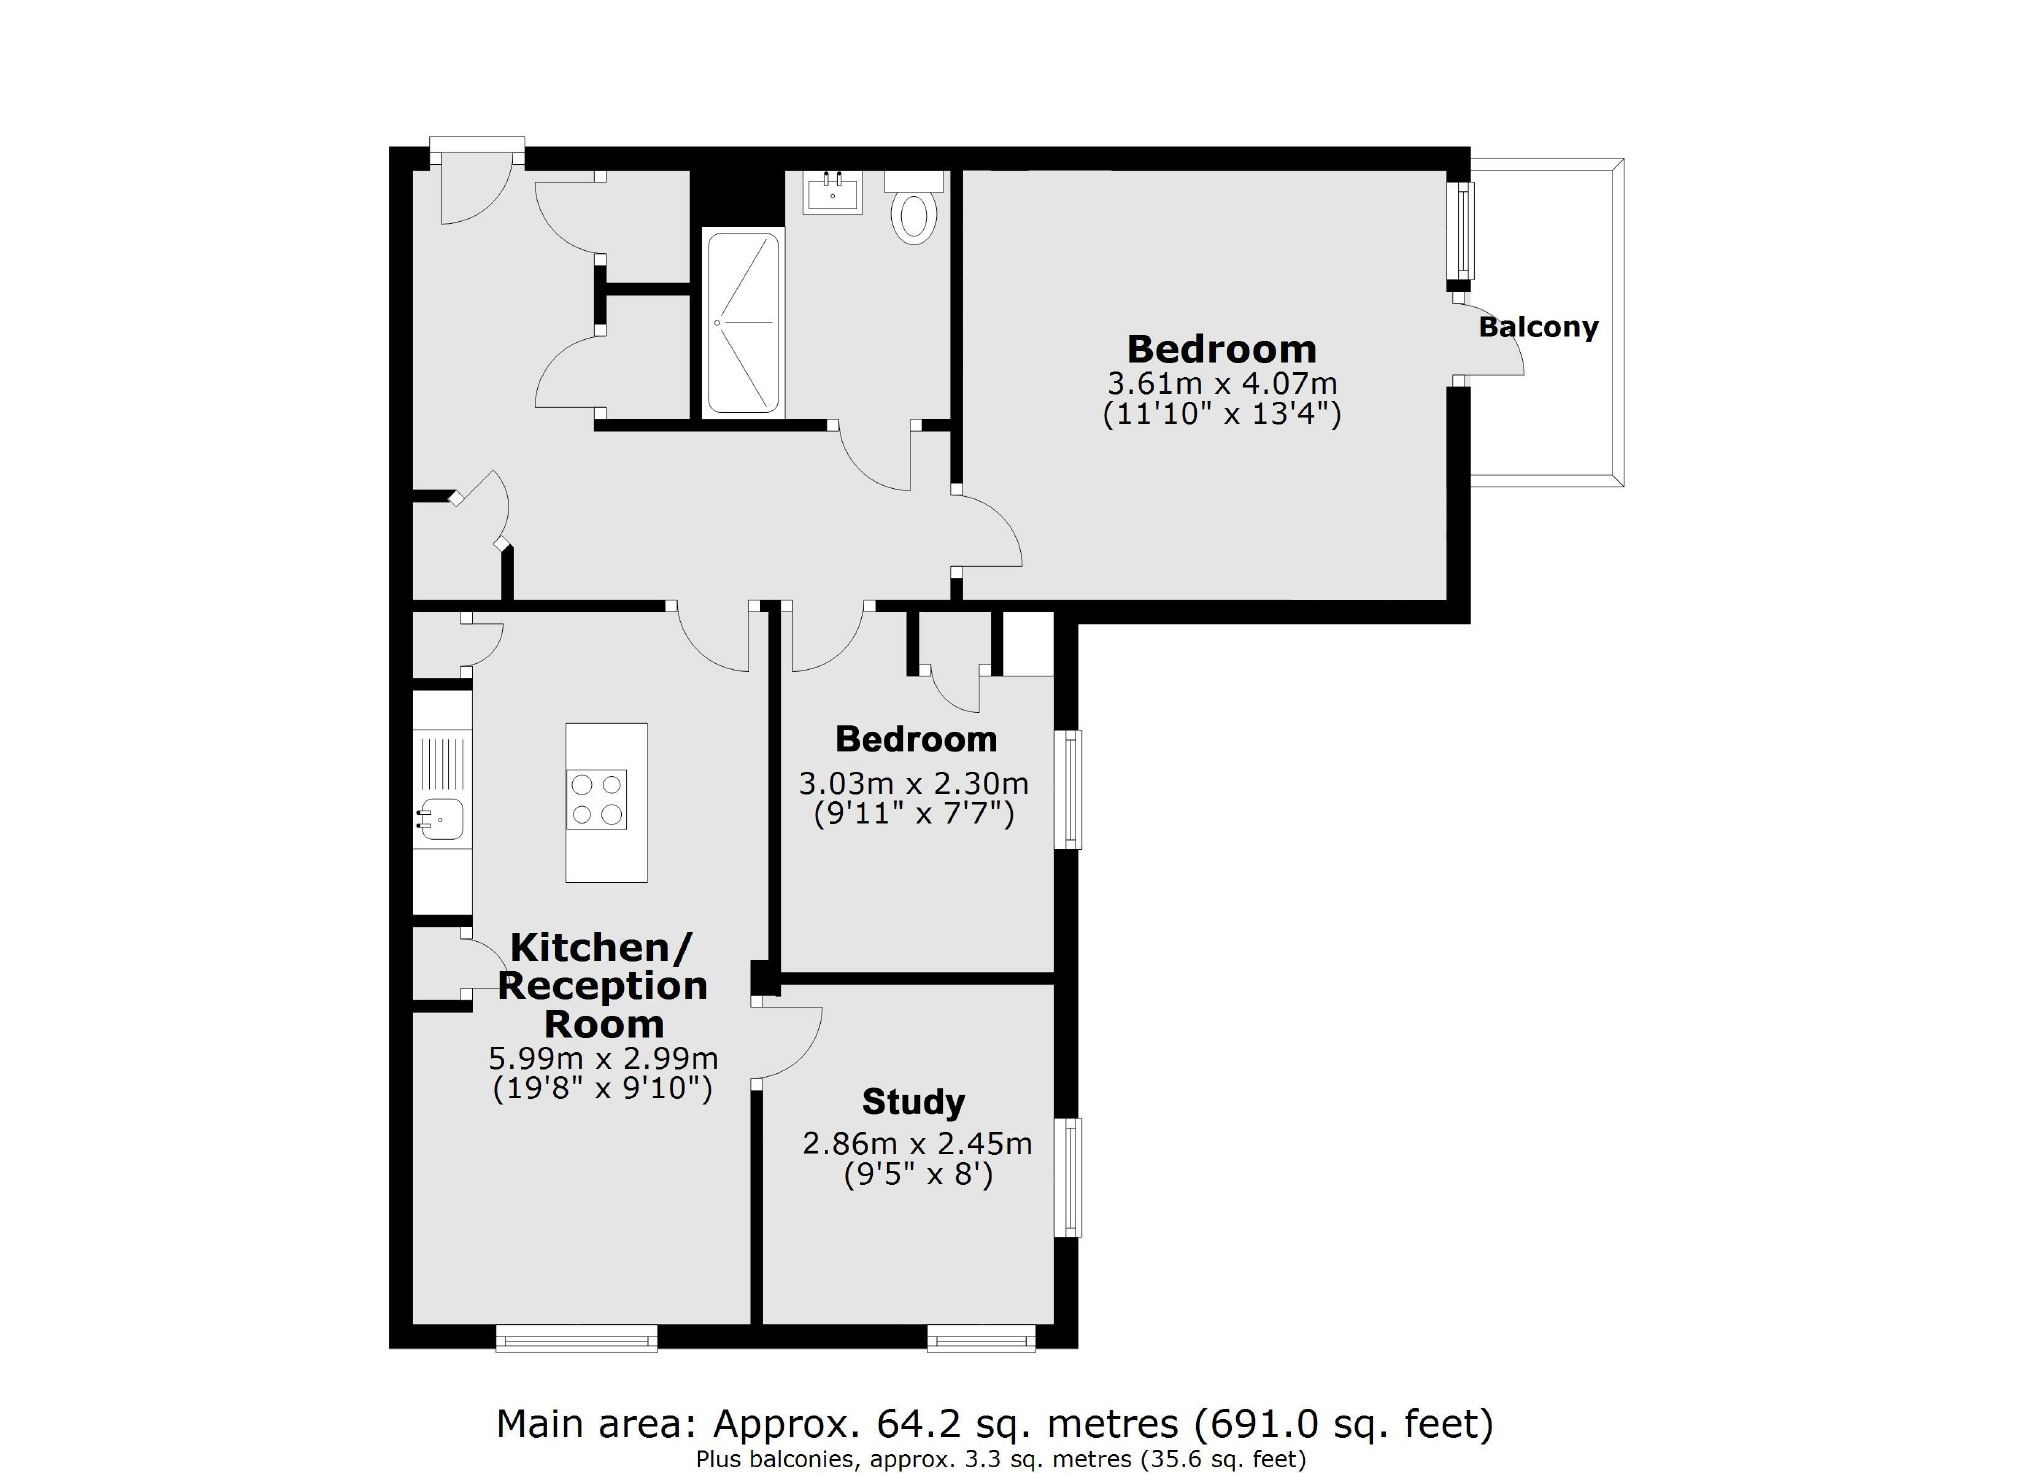 Balcony
Bedroom
3.61m x 4.07m
(11'10" x 13'4")
Bedroom
3.03m x 2.30m
(9'11" x 7'7")
Kitchen/
Reception
Room
5.99m x 2.99m
(19'8" x 9'10")
Study
2.86m x 2.45m
(9'5" x 8')
Main area: Approx. 64.2 sq. metres (691.0 sq. feet)
Plus balconies, approx. 3.3 sq. metres (35.6 sq. feet)